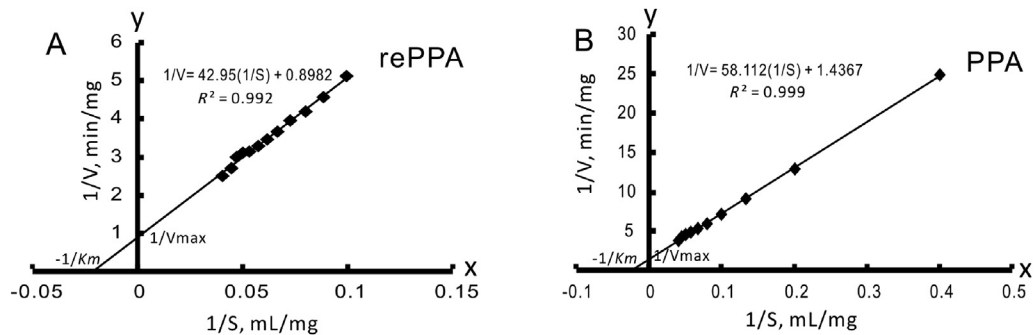 A
rePPA
y
1/V= 42.95(1/S) + 0.8982
R² = 0.992
1/V, min/mg
6
5
4
3
2
1
1/Vmax
-1/Km
x
-0.05
0
0.05
0.1
0.15
1/S, mL/mg
B
PPA
y
1/V= 58.112(1/S) + 1.4367
R² = 0.999
1/V, min/mg
30
25
20
15
10
5
1/Vmax
-1/Km
x
-0.1
0
0.1
0.2
0.3
0.4
0.5
1/S, mL/mg